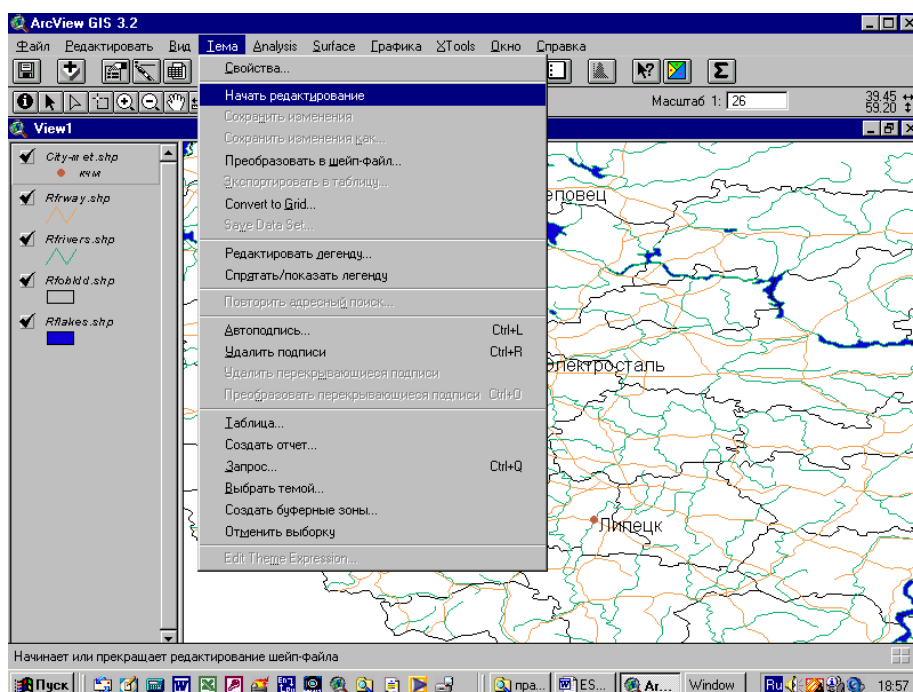 ArcView GIS 3.2
Файл Редактировать Вид Тема Analysis Surface Графика XTools Окно Справка
Масштаб 1: 26
39.45
59.20
View1
City-met.shp
кчм
Rfrway.shp
Rfrivers.shp
Rfobldd.shp
Rflakes.shp
Свойства...
Начать редактирование
Сохранить изменения
Сохранить изменения как...
Преобразовать в шейп-файл...
Экспортировать в таблицу...
Convert to Grid...
Save Data Set...
Редактировать легенду...
Спрятать/показать легенду
Повторить адресный поиск...
Автоподпись... Ctrl+L
Удалить подписи Ctrl+R
Удалить перекрывающиеся подписи
Преобразовать перекрывающиеся подписи Ctrl+O
Таблица...
Создать отчет...
Запрос... Ctrl+Q
Выбрать темой...
Создать буферные зоны...
Отменить выборку
Edit Theme Expression...
еповец
Электросталь
Липецк
Начинает или прекращает редактирование шейп-файла
Пуск пра... ES... Ar... Window Ru 18:57